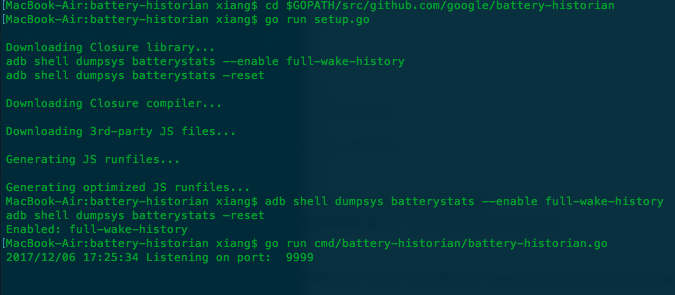 [MacBook-Air:battery-historian xiang$ cd $GOPATH/src/github.com/google/battery-historian
[MacBook-Air:battery-historian xiang$ go run setup.go
Downloading Closure library...
adb shell dumpsys batterystats --enable full-wake-history
adb shell dumpsys batterystats -reset
Downloading Closure compiler...
Downloading 3rd-party JS files...
Generating JS runfiles...
Generating optimized JS runfiles...
MacBook-Air:battery-historian xiang$ adb shell dumpsys batterystats --enable full-wake-history
adb shell dumpsys batterystats -reset
Enabled: full-wake-history
[MacBook-Air:battery-historian xiang$ go run cmd/battery-historian/battery-historian.go
2017/12/06 17:25:34 Listening on port:  9999